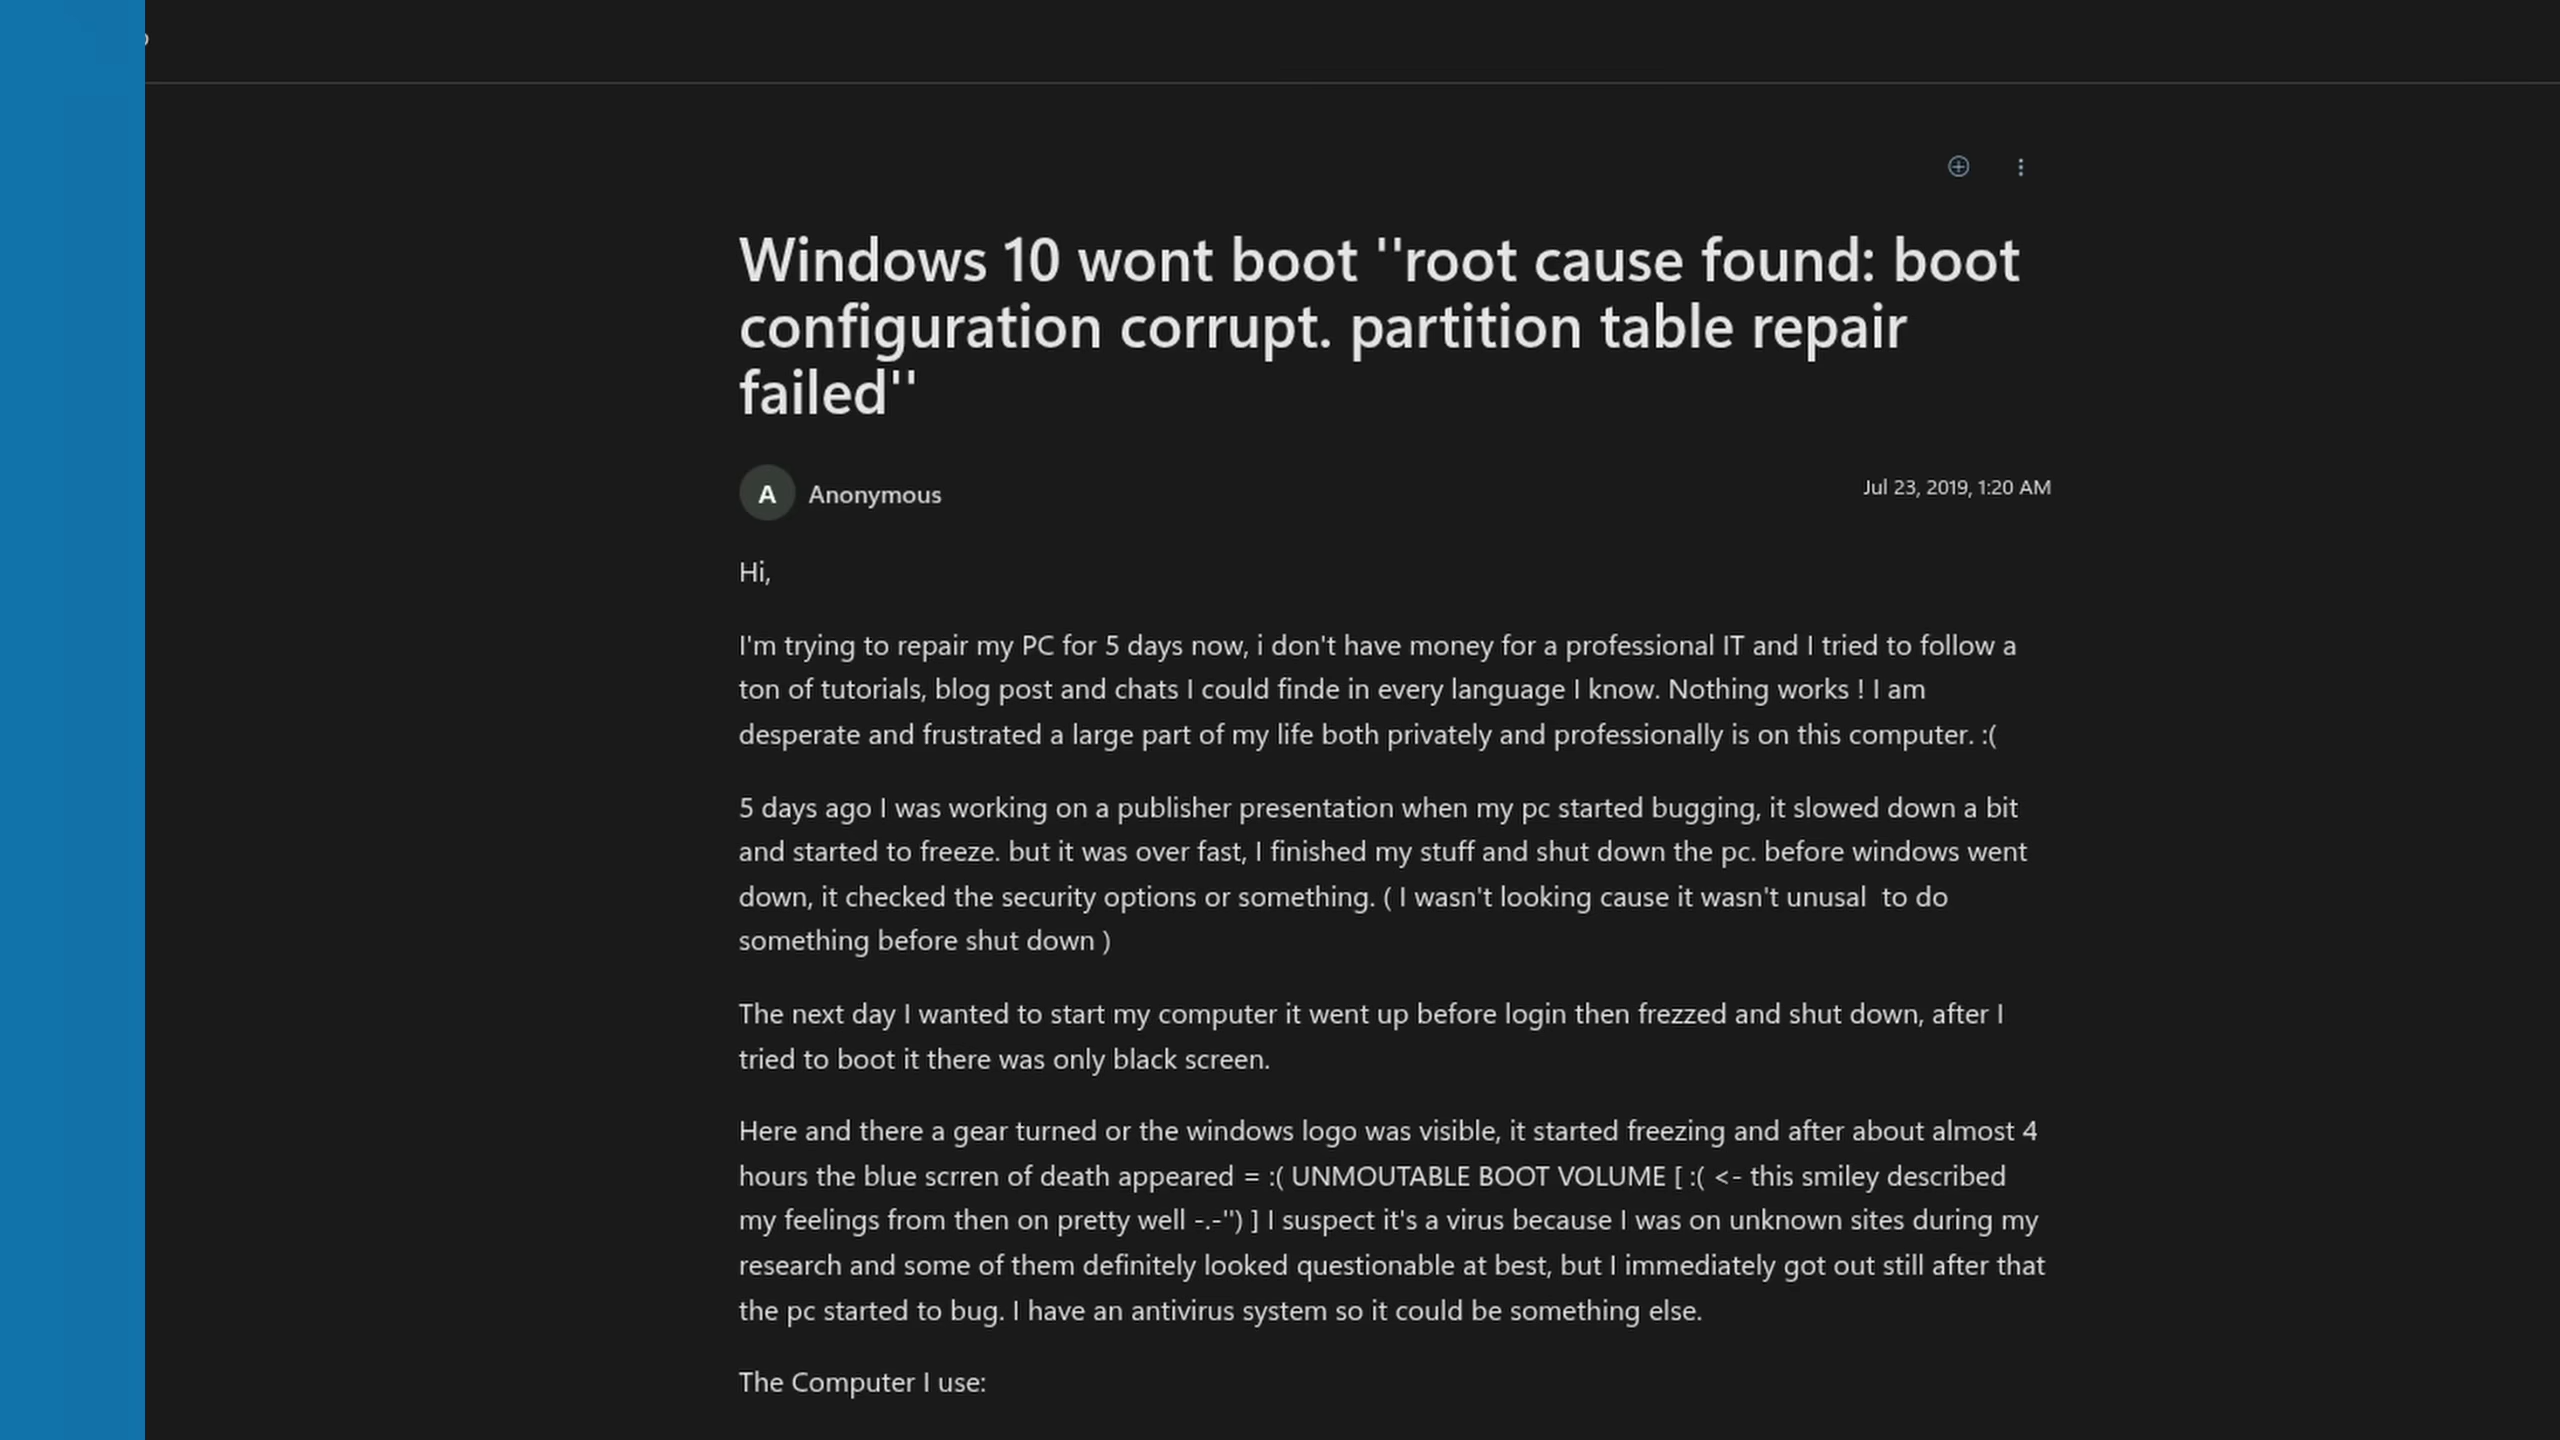 Windows 10 wont boot ''root cause found: boot
configuration corrupt. partition table repair
failed''
A Anonymous
Jul 23, 2019, 1:20 AM
Hi,
I'm trying to repair my PC for 5 days now, i don't have money for a professional IT and I tried to follow a
ton of tutorials, blog post and chats I could finde in every language I know. Nothing works ! I am
desperate and frustrated a large part of my life both privately and professionally is on this computer. :(
5 days ago I was working on a publisher presentation when my pc started bugging, it slowed down a bit
and started to freeze. but it was over fast, I finished my stuff and shut down the pc. before windows went
down, it checked the security options or something. ( I wasn't looking cause it wasn't unusal  to do
something before shut down )
The next day I wanted to start my computer it went up before login then frezzed and shut down, after I
tried to boot it there was only black screen.
Here and there a gear turned or the windows logo was visible, it started freezing and after about almost 4
hours the blue scrren of death appeared = :( UNMOUTABLE BOOT VOLUME [ :( <- this smiley described
my feelings from then on pretty well -.-'') ] I suspect it's a virus because I was on unknown sites during my
research and some of them definitely looked questionable at best, but I immediately got out still after that
the pc started to bug. I have an antivirus system so it could be something else.
The Computer I use: